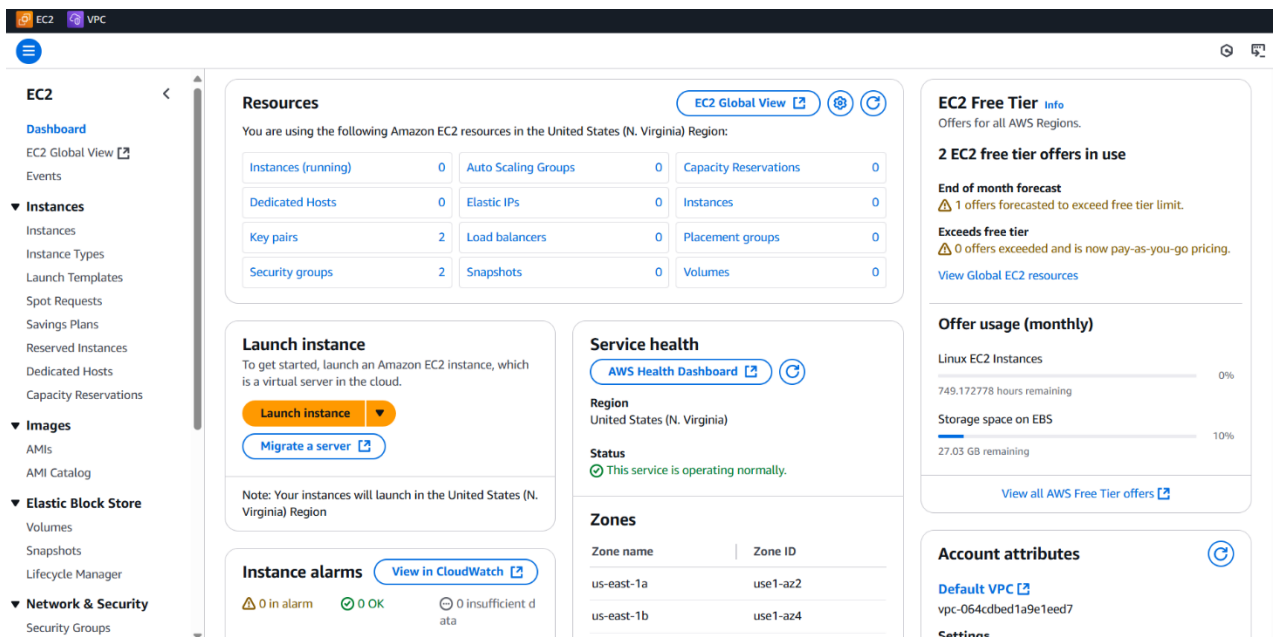 EC2 VPC
EC2
Dashboard
EC2 Global View
Events
Instances
Instances
Instance Types
Launch Templates
Spot Requests
Savings Plans
Reserved Instances
Dedicated Hosts
Capacity Reservations
Images
AMIs
AMI Catalog
Elastic Block Store
Volumes
Snapshots
Lifecycle Manager
Network & Security
Security Groups
Resources
EC2 Global View
You are using the following Amazon EC2 resources in the United States (N. Virginia) Region:
Instances (running) 0 Auto Scaling Groups 0 Capacity Reservations 0
Dedicated Hosts 0 Elastic IPs 0 Instances 0
Key pairs 2 Load balancers 0 Placement groups 0
Security groups 2 Snapshots 0 Volumes 0
Launch instance
To get started, launch an Amazon EC2 instance, which
is a virtual server in the cloud.
Launch instance
Migrate a server
Note: Your instances will launch in the United States (N.
Virginia) Region
Instance alarms View in CloudWatch
0 in alarm 0 OK 0 insufficient d
ata
Service health
AWS Health Dashboard
Region
United States (N. Virginia)
Status
This service is operating normally.
Zones
Zone name Zone ID
us-east-1a use1-az2
us-east-1b use1-az4
EC2 Free Tier Info
Offers for all AWS Regions.
2 EC2 free tier offers in use
End of month forecast
1 offers forecasted to exceed free tier limit.
Exceeds free tier
0 offers exceeded and is now pay-as-you-go pricing.
View Global EC2 resources
Offer usage (monthly)
Linux EC2 Instances
0%
749.172778 hours remaining
Storage space on EBS
10%
27.03 GB remaining
View all AWS Free Tier offers
Account attributes
Default VPC
vpc-064cdbed1a9e1eed7
Settings